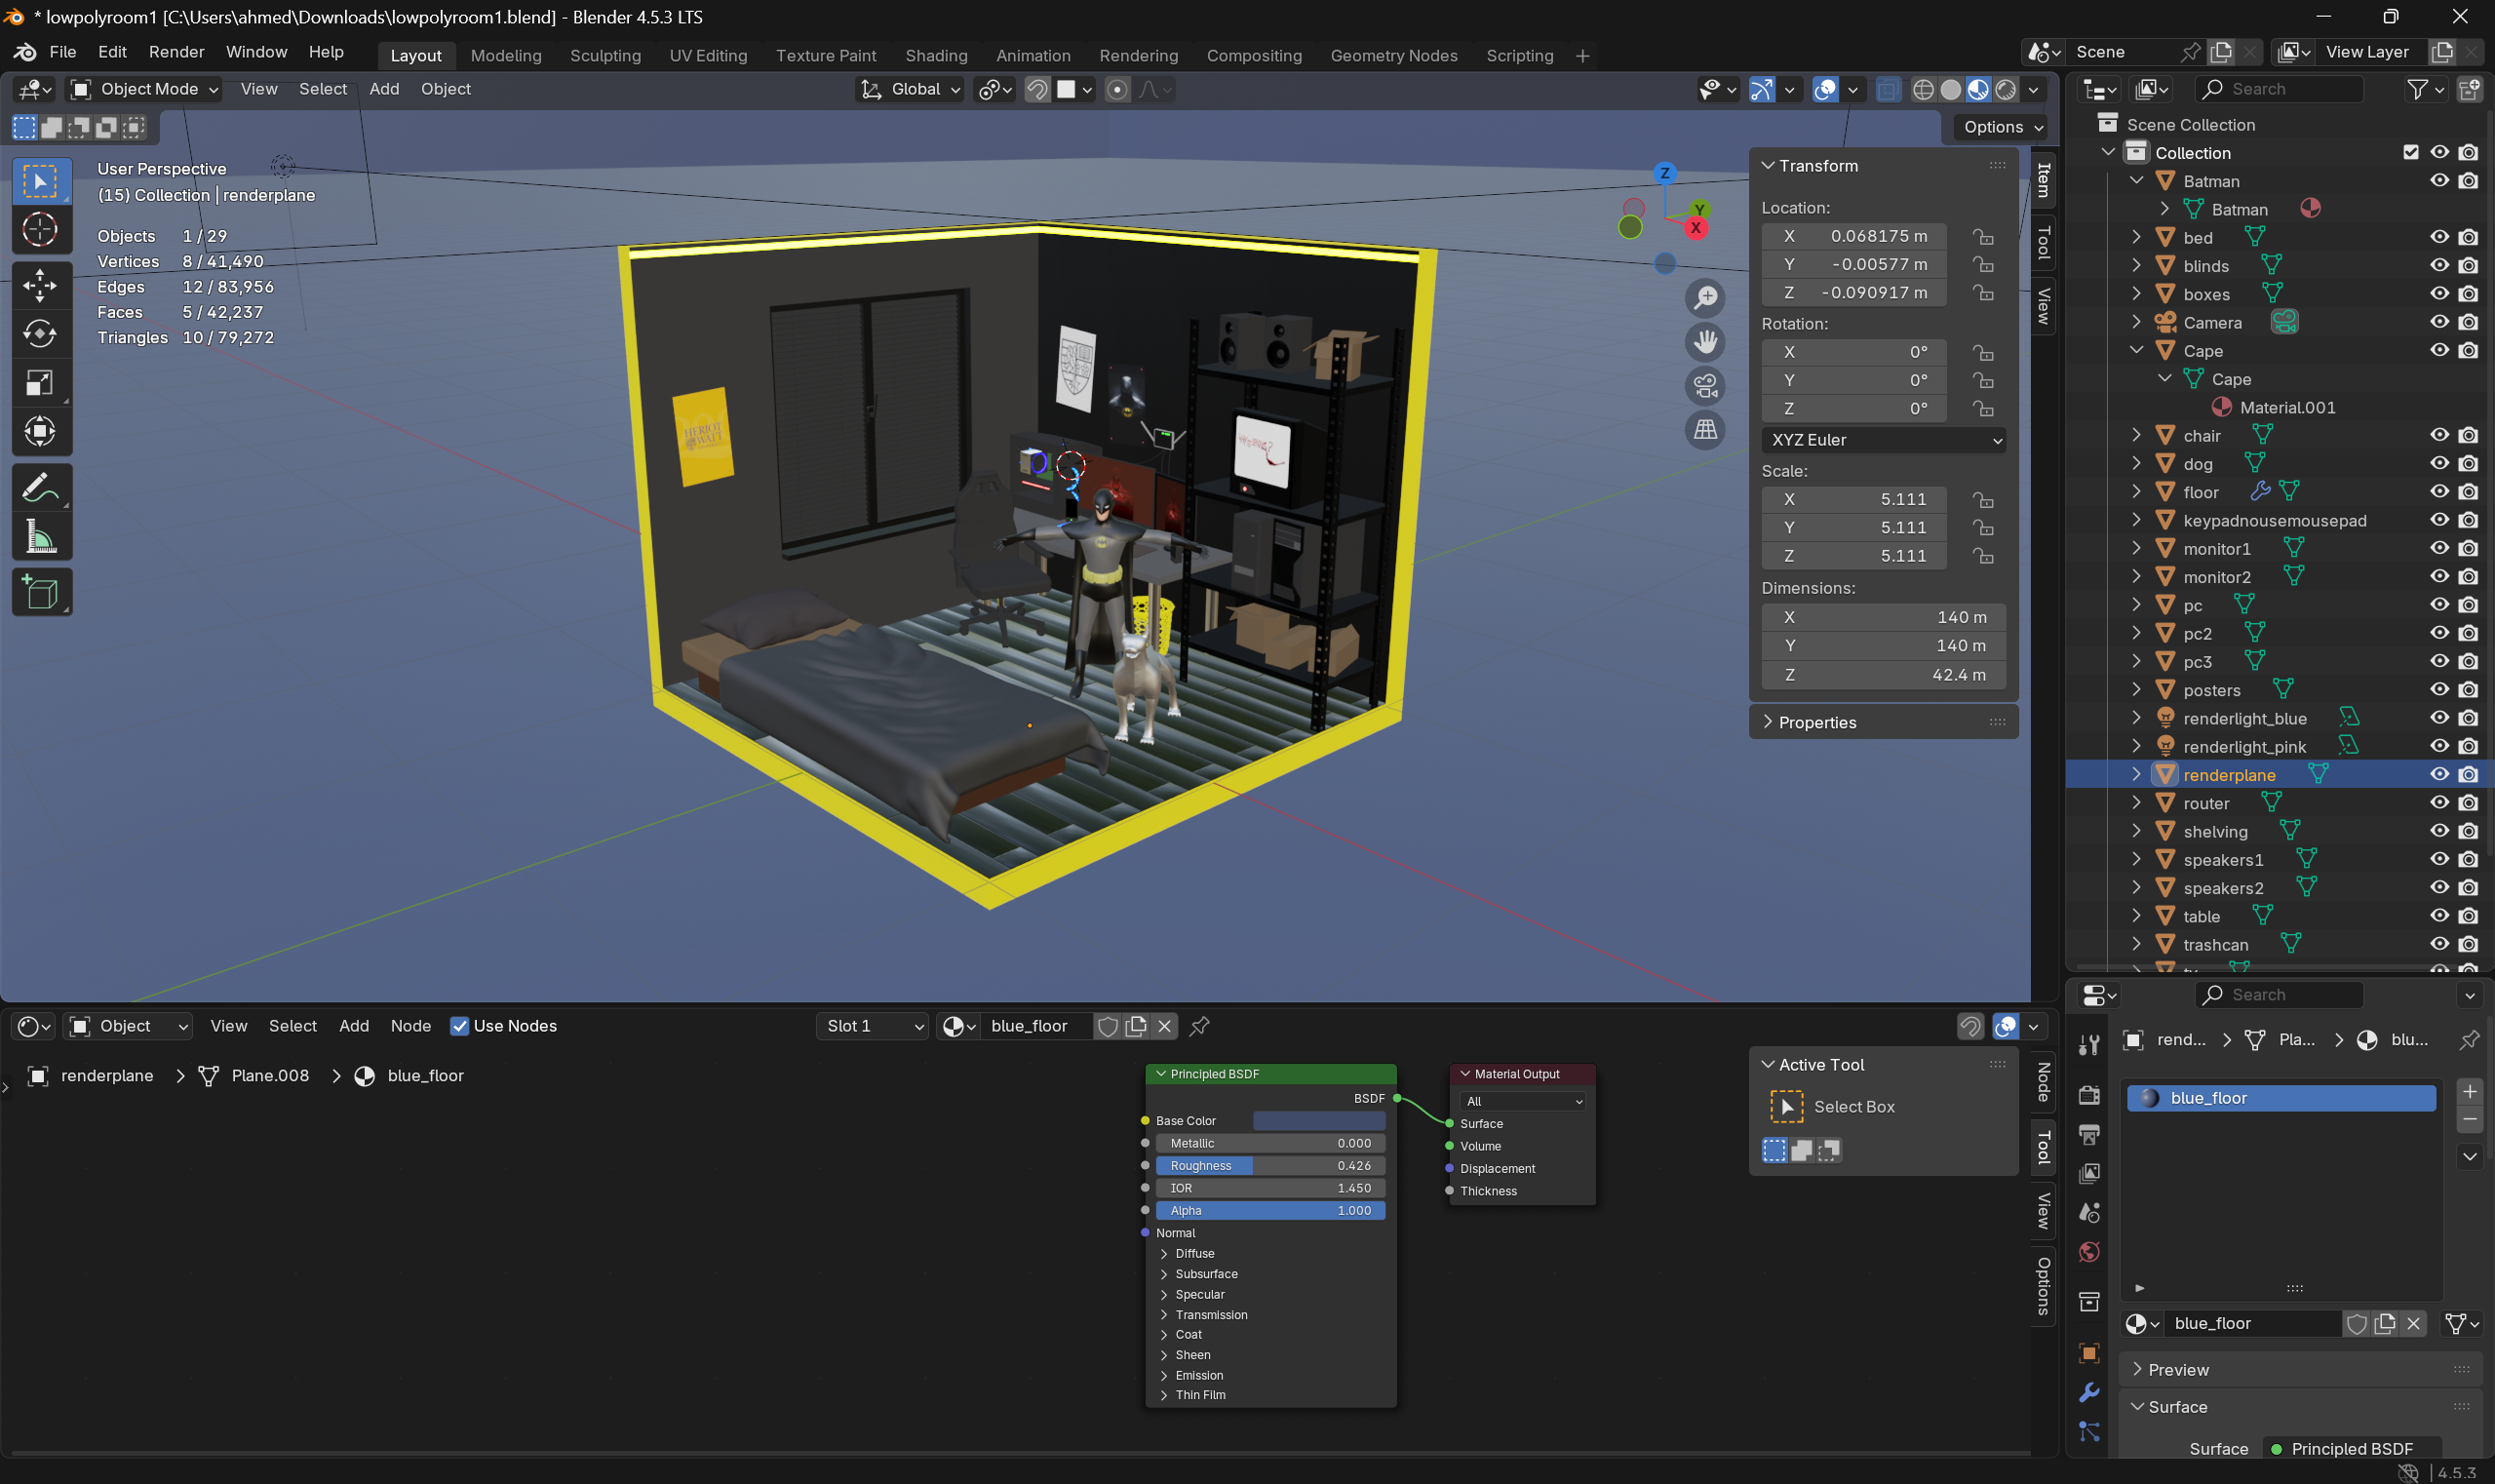 * lowpolyroom1 [C:\Users\ahmed\Downloads\lowpolyroom1.blend] - Blender 4.5.3 LTS
File Edit Render Window Help Layout Modeling Sculpting UV Editing Texture Paint Shading Animation Rendering Compositing Geometry Nodes Scripting Scene View Layer
Object Mode View Select Add Object Global Search
Options
User Perspective
(15) Collection | renderplane
Objects 1 / 29
Vertices 8 / 41,490
Edges 12 / 83,956
Faces 5 / 42,237
Triangles 10 / 79,272
HERIOT
WATT
Z
Y
X
Transform
Location:
X 0.068175 m
Y -0.00577 m
Z -0.090917 m
Rotation:
X 0°
Y 0°
Z 0°
XYZ Euler
Scale:
X 5.111
Y 5.111
Z 5.111
Dimensions:
X 140 m
Y 140 m
Z 42.4 m
Properties
Item
Tool
View
Scene Collection
Collection
Batman
Batman
bed
blinds
boxes
Camera
Cape
Cape
Material.001
chair
dog
floor
keypadnousemousepad
monitor1
monitor2
pc
pc2
pc3
posters
renderlight_blue
renderlight_pink
renderplane
router
shelving
speakers1
speakers2
table
trashcan
Object View Select Add Node Use Nodes Slot 1 blue_floor
renderplane > Plane.008 > blue_floor
Principled BSDF
BSDF
Base Color
Metallic 0.000
Roughness 0.426
IOR 1.450
Alpha 1.000
Normal
Diffuse
Subsurface
Specular
Transmission
Coat
Sheen
Emission
Thin Film
Material Output
All
Surface
Volume
Displacement
Thickness
Active Tool
Select Box
Node
Tool
View
Options
Search
rend... > Pla... > blu...
blue_floor
blue_floor
Preview
Surface
Surface Principled BSDF
4.5.3